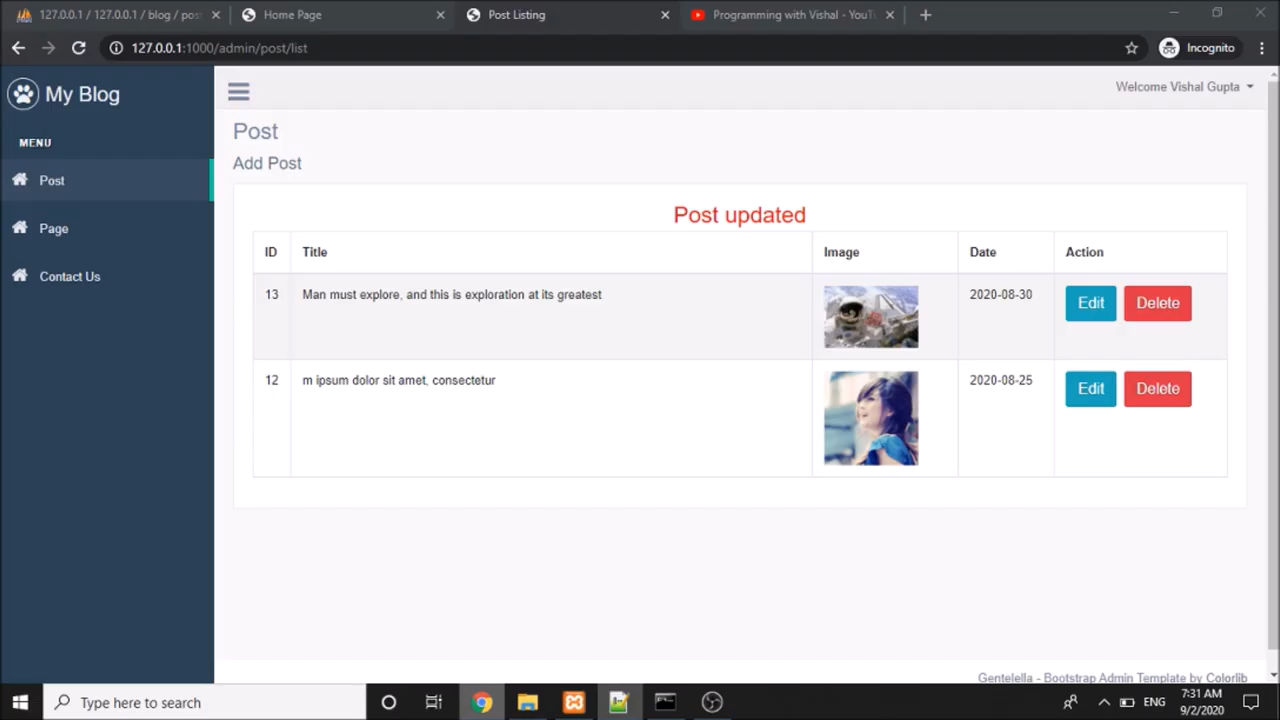 127.0.0.1 / 127.0.0.1 / blog / pos
Home Page
Post Listing
Programming with Vishal - YouTu
127.0.0.1:1000/admin/post/list
Incognito
My Blog
Welcome Vishal Gupta
MENU
Post
Page
Contact Us
Post
Add Post
Post updated
ID Title Image Date Action
13 Man must explore, and this is exploration at its greatest 2020-08-30 Edit Delete
12 m ipsum dolor sit amet, consectetur 2020-08-25 Edit Delete
Gentelella - Bootstrap Admin Template by Colorlib
Type here to search
ENG
7:31 AM
9/2/2020